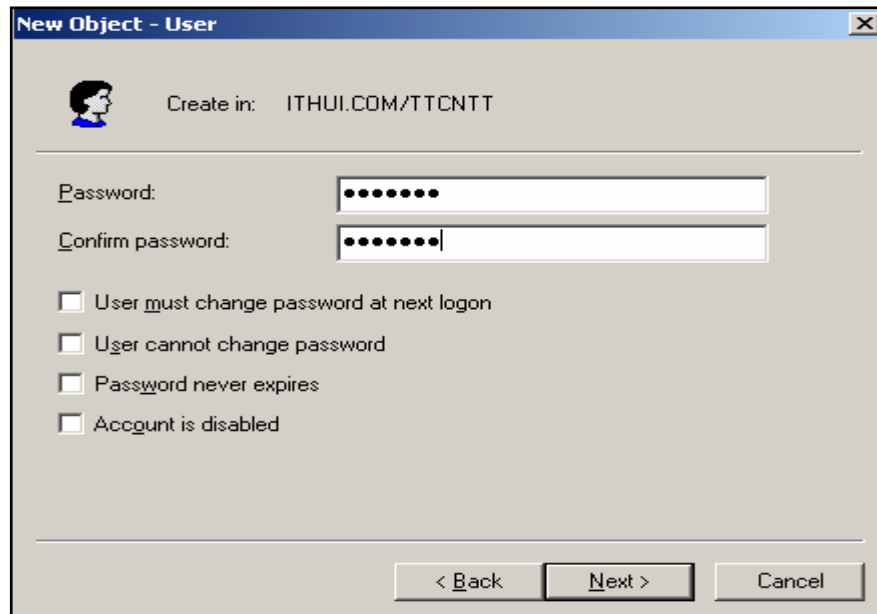 New Object - User
Create in: ITHUI.COM/TTCNTT
Password: •••••••
Confirm password: •••••••
User must change password at next logon
User cannot change password
Password never expires
Account is disabled
< Back Next > Cancel